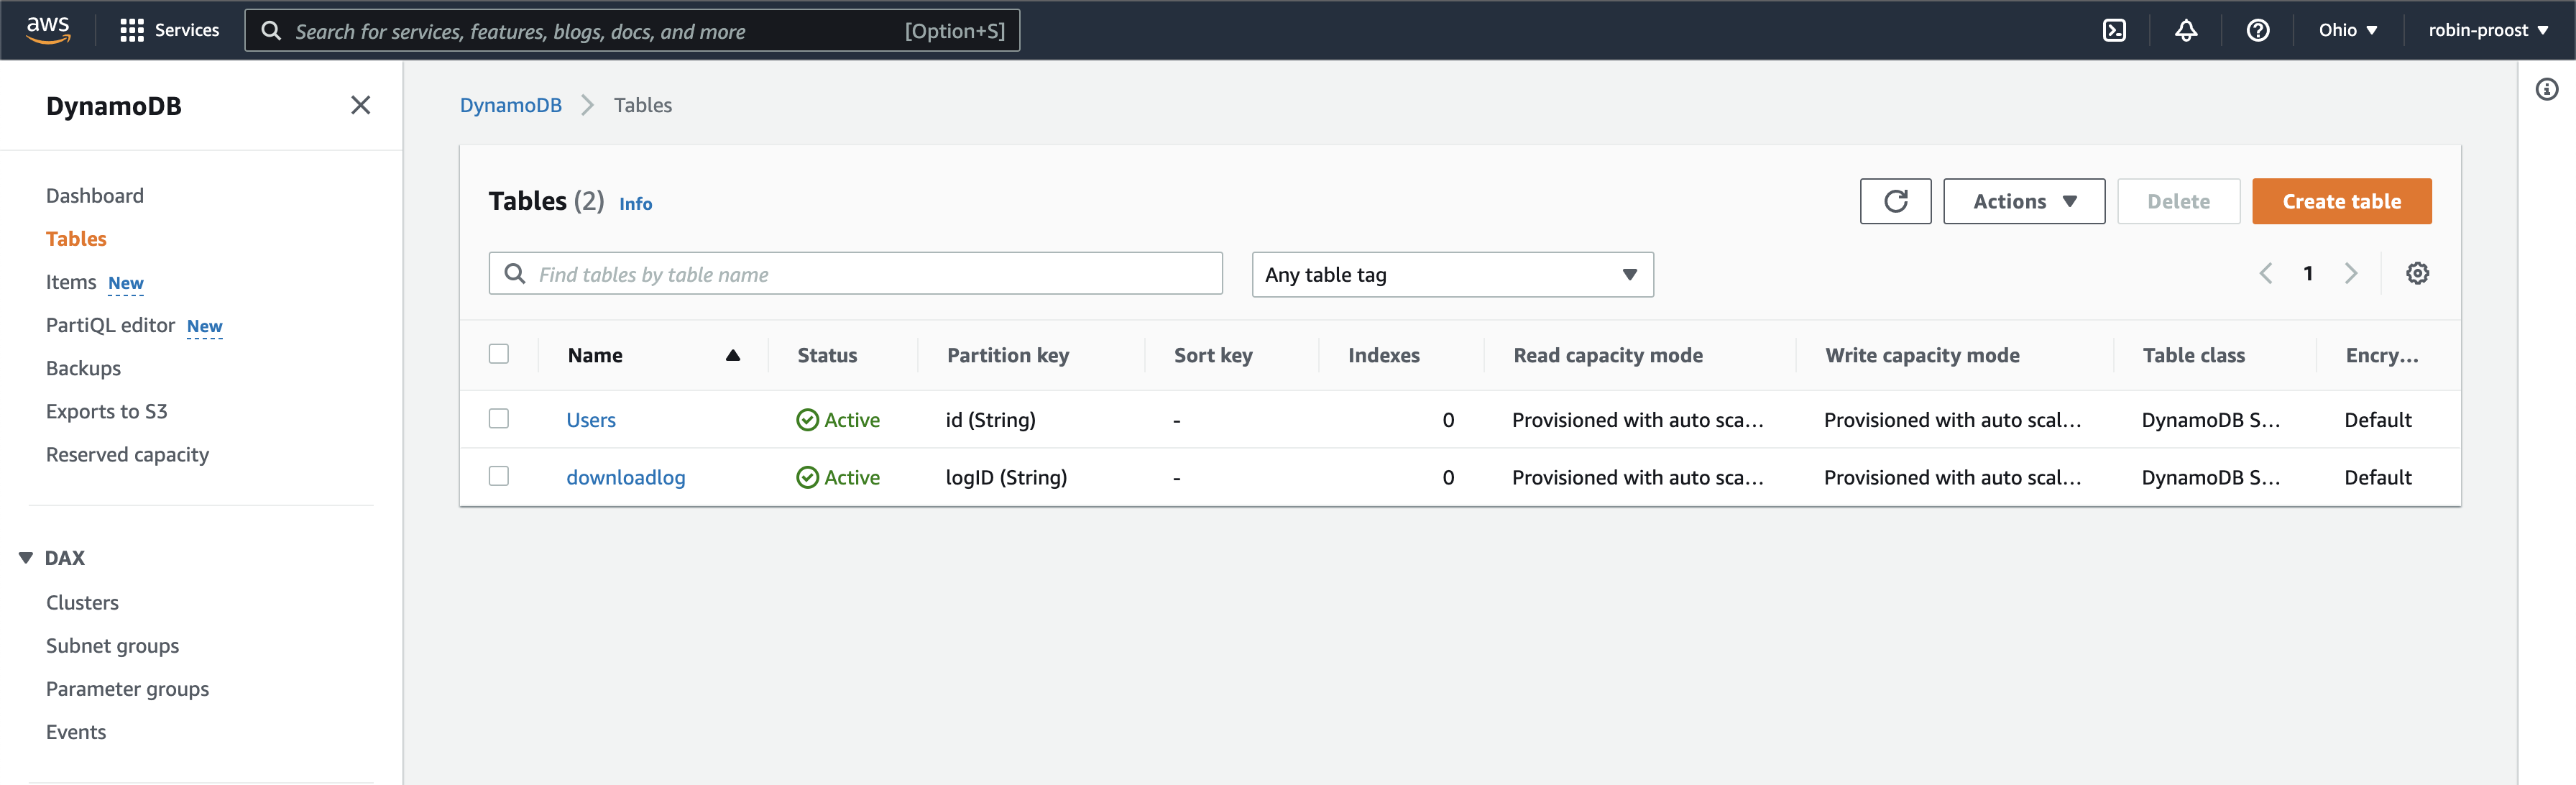 aws Services Search for services, features, blogs, docs, and more [Option+S] Ohio robin-proost
DynamoDB
Dashboard
Tables
Items New
PartiQL editor New
Backups
Exports to S3
Reserved capacity
DAX
Clusters
Subnet groups
Parameter groups
Events
DynamoDB Tables
Tables (2) Info Actions Delete Create table
Find tables by table name Any table tag 1
Name Status Partition key Sort key Indexes Read capacity mode Write capacity mode Table class Encry...
Users Active id (String) - 0 Provisioned with auto sca... Provisioned with auto scal... DynamoDB S... Default
downloadlog Active logID (String) - 0 Provisioned with auto sca... Provisioned with auto scal... DynamoDB S... Default